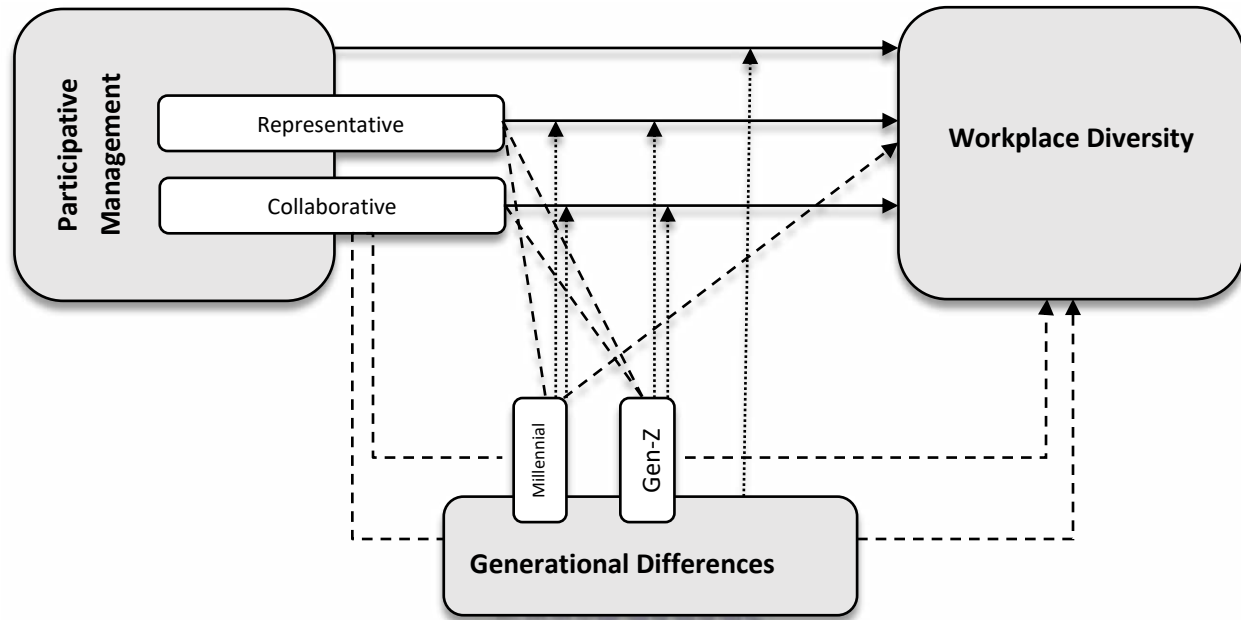 Participative
Management
Representative
Collaborative
Workplace Diversity
Millennial
Gen-Z
Generational Differences